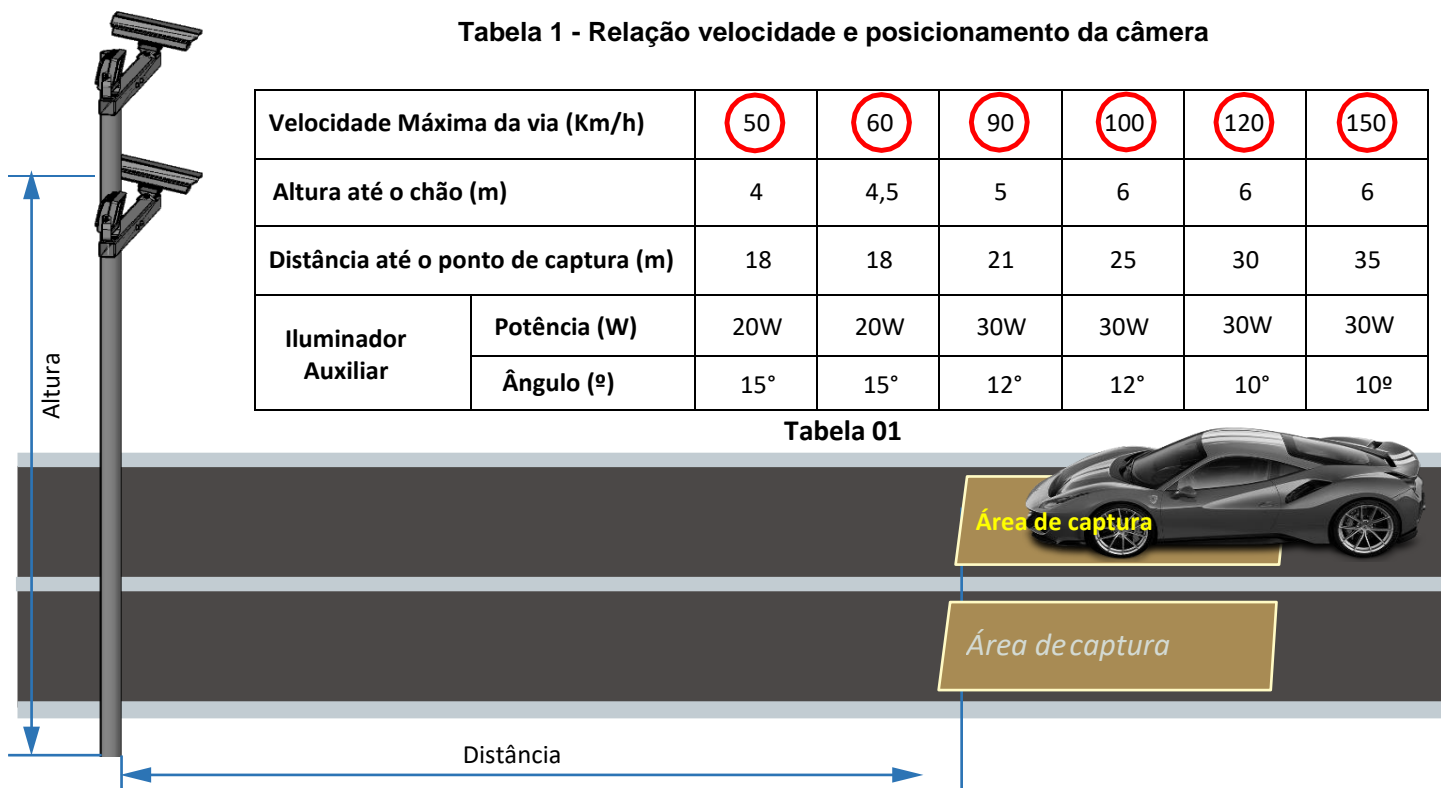 Tabela 1 - Relação velocidade e posicionamento da câmera
Velocidade Máxima da via (Km/h) 50 60 90 100 120 150
Altura até o chão (m) 4 4,5 5 6 6 6
Distância até o ponto de captura (m) 18 18 21 25 30 35
Iluminador Auxiliar
Potência (W) 20W 20W 30W 30W 30W 30W
Ângulo (º) 15° 15° 12° 12° 10° 10º
Tabela 01
Altura
Área de captura
Área de captura
Distância